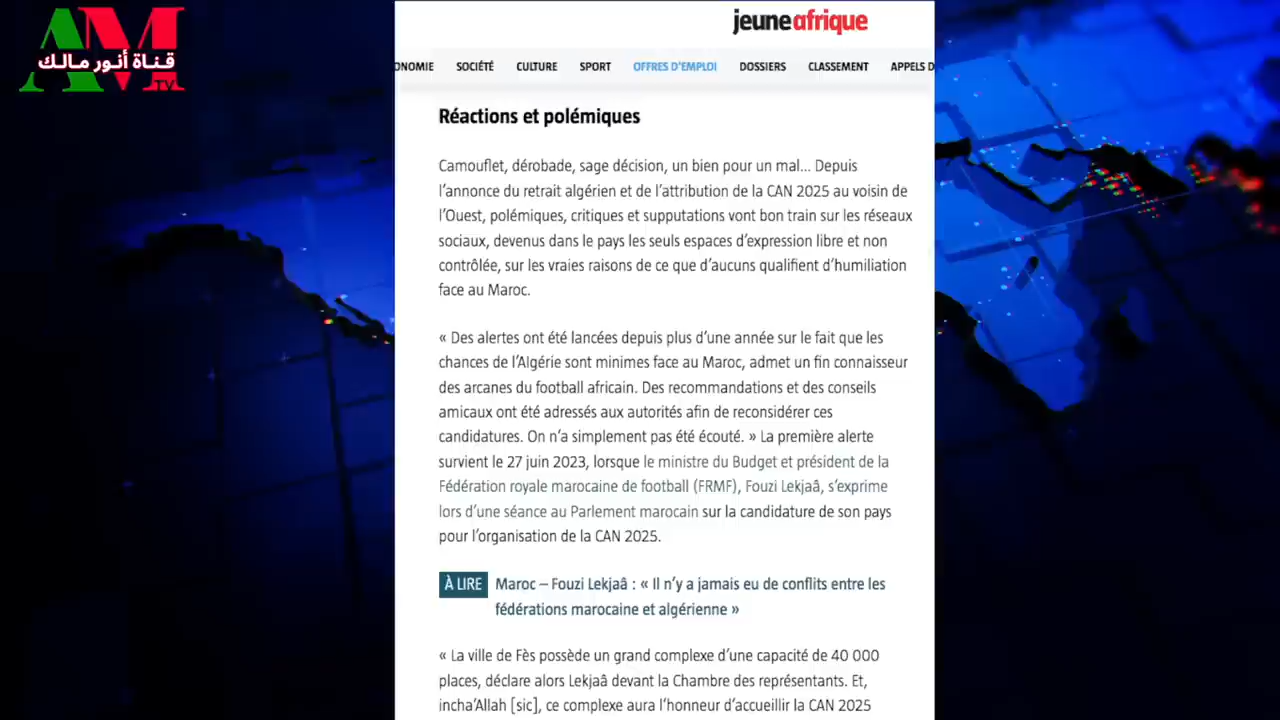 AM
قناة أنور مالك
TV
jeuneafrique
ONOMIE SOCIÉTÉ CULTURE SPORT OFFRES D'EMPLOI DOSSIERS CLASSEMENT APPELS D
Réactions et polémiques
Camouflet, dérobade, sage décision, un bien pour un mal... Depuis
l'annonce du retrait algérien et de l'attribution de la CAN 2025 au voisin de
l'Ouest, polémiques, critiques et supputations vont bon train sur les réseaux
sociaux, devenus dans le pays les seuls espaces d'expression libre et non
contrôlée, sur les vraies raisons de ce que d'aucuns qualifient d'humiliation
face au Maroc.
« Des alertes ont été lancées depuis plus d'une année sur le fait que les
chances de l'Algérie sont minimes face au Maroc, admet un fin connaisseur
des arcanes du football africain. Des recommandations et des conseils
amicaux ont été adressés aux autorités afin de reconsidérer ces
candidatures. On n'a simplement pas été écouté. » La première alerte
survient le 27 juin 2023, lorsque le ministre du Budget et président de la
Fédération royale marocaine de football (FRMF), Fouzi Lekjaâ, s'exprime
lors d'une séance au Parlement marocain sur la candidature de son pays
pour l'organisation de la CAN 2025.
À LIRE Maroc – Fouzi Lekjaâ : « Il n'y a jamais eu de conflits entre les
fédérations marocaine et algérienne »
« La ville de Fès possède un grand complexe d'une capacité de 40 000
places, déclare alors Lekjaâ devant la Chambre des représentants. Et,
incha'Allah [sic], ce complexe aura l'honneur d'accueillir la CAN 2025